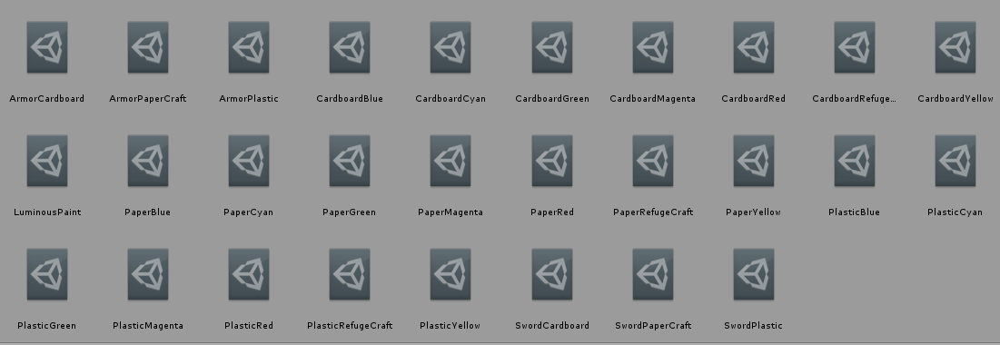 ArmorCardboard ArmorPaperCraft ArmorPlastic CardboardBlue CardboardCyan CardboardGreen CardboardMagenta CardboardRed CardboardRefuge... CardboardYellow
LuminousPaint PaperBlue PaperCyan PaperGreen PaperMagenta PaperRed PaperRefugeCraft PaperYellow PlasticBlue PlasticCyan
PlasticGreen PlasticMagenta PlasticRed PlasticRefugeCraft PlasticYellow SwordCardboard SwordPaperCraft SwordPlastic